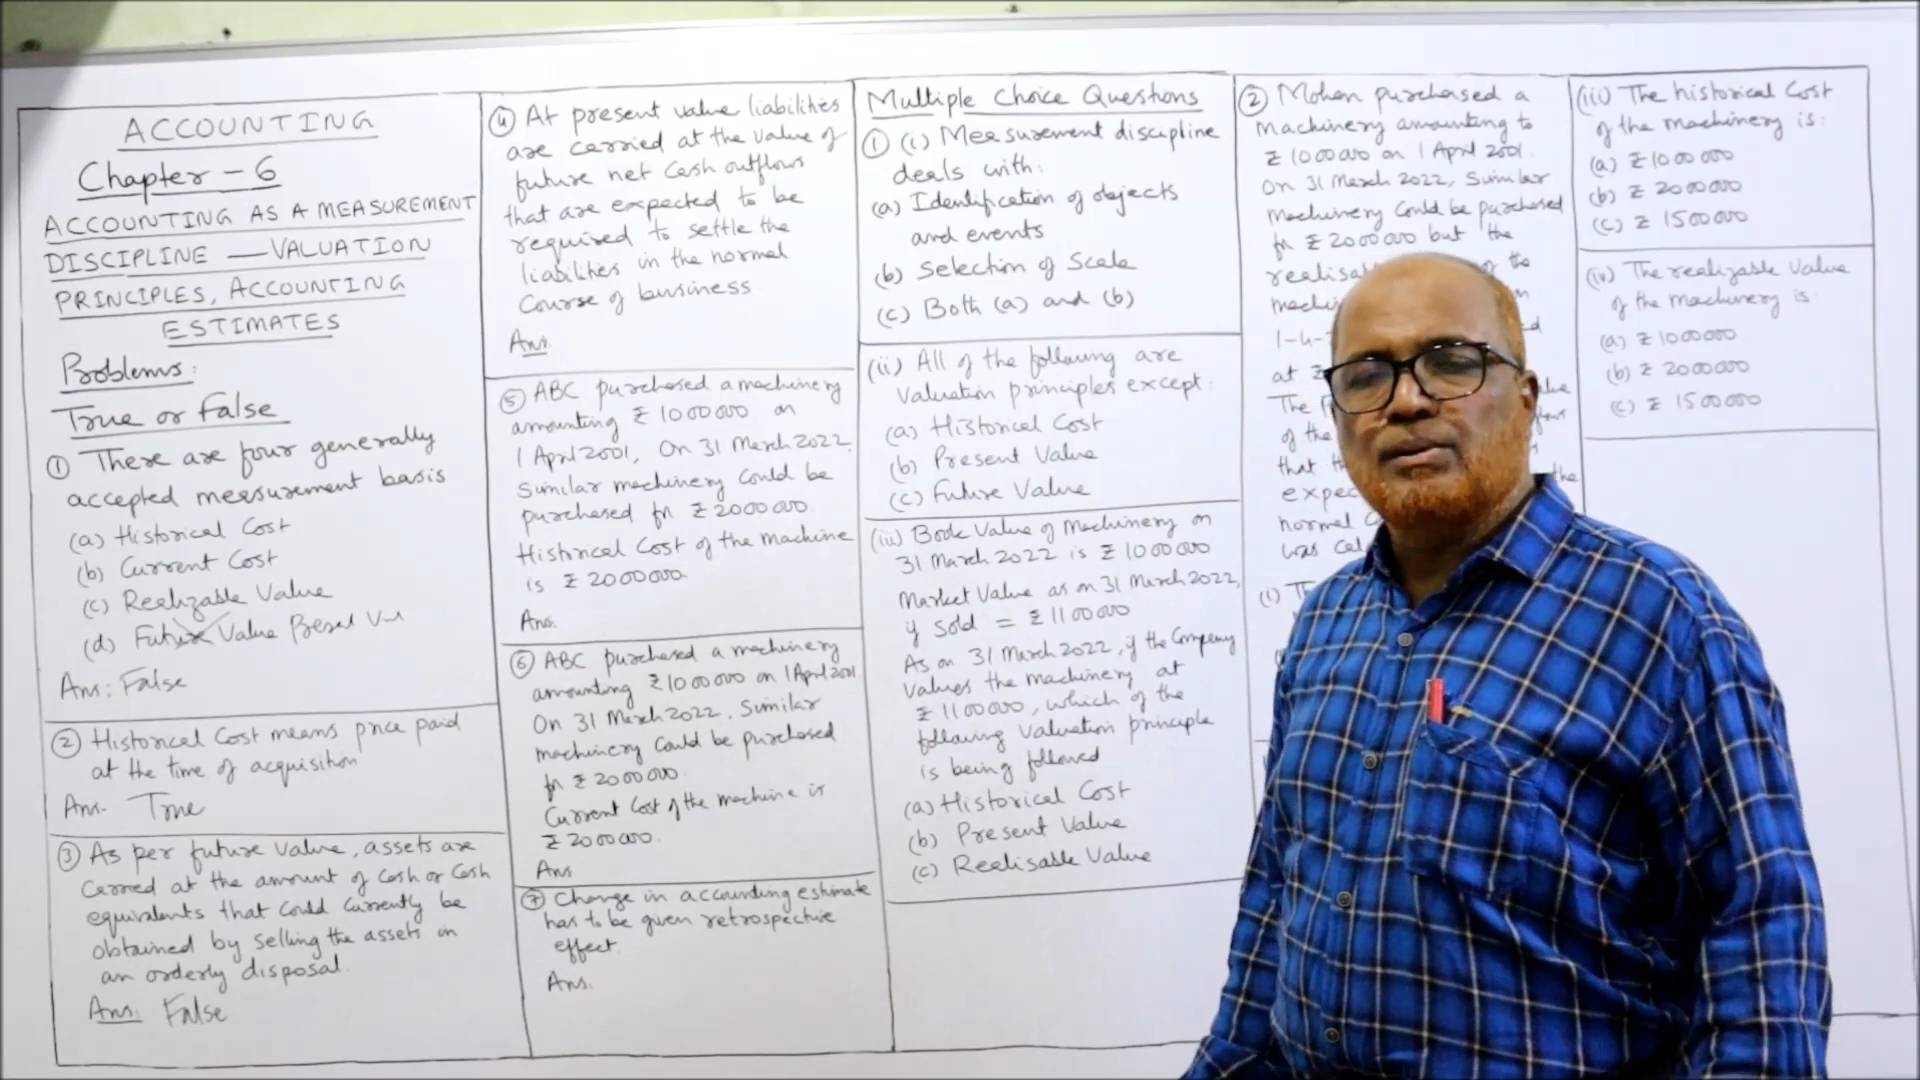 ACCOUNTING
Chapter - 6
ACCOUNTING AS A MEASUREMENT
DISCIPLINE — VALUATION
PRINCIPLES, ACCOUNTING
ESTIMATES
Problems:
True or False
① There are four generally
accepted measurement basis
(a) Historical Cost
(b) Current Cost
(c) Realizable Value
(d) Future Value Present
Ans: False
② Historical Cost means price paid
at the time of acquisition
Ans. True
③ As per future value, assets are
carried at the amount of Cash or Cash
equivalents that could currently be
obtained by selling the assets in
an orderly disposal.
Ans. False
④ At present value liabilities
are carried at the value of
future net cash outflows
that are expected to be
required to settle the
liabilities in the normal
Course of business
Ans.
⑤ ABC purchased a machinery
amounting ₹ 1000000 on
1 April 2001, On 31 March 2022,
Similar machinery could be
purchased for ₹ 2000000.
Historical Cost of the machine
is ₹ 2000000
Ans.
⑥ ABC purchased a machinery
amounting ₹ 1000000 on 1 April 2001
On 31 March 2022, Similar
machinery could be purchased
for ₹ 2000000.
Current Cost of the machine is
₹ 2000000.
Ans
⑦ Change in accounting estimate
has to be given retrospective
effect.
Ans.
Multiple Choice Questions
① (i) Measurement discipline
deals with:
(a) Identification of objects
and events
(b) Selection of Scale
(c) Both (a) and (b)
(ii) All of the following are
Valuation principles except:
(a) Historical Cost
(b) Present Value
(c) Future Value
(iii) Book Value of Machinery on
31 March 2022 is ₹ 1000000
Market Value as on 31 March 2022,
if sold = ₹ 1100000
As on 31 March 2022, if the Company
values the machinery at
₹ 1100000, which of the
following Valuation principle
is being followed
(a) Historical Cost
(b) Present Value
(c) Realisable Value
② Mohan purchased a
Machinery amounting to
₹ 1000000 on 1 April 2001.
On 31 March 2022, Similar
machinery could be purchased
for ₹ 2000000 but the
the
1-4-
at ₹
The
of the
that
the
normal
was
(i)
(iii) The historical Cost
of the machinery is:
(a) ₹ 1000000
(b) ₹ 2000000
(c) ₹ 1500000
(iv) The realizable Value
of the machinery is:
(a) ₹ 1000000
(b) ₹ 2000000
(c) ₹ 1500000